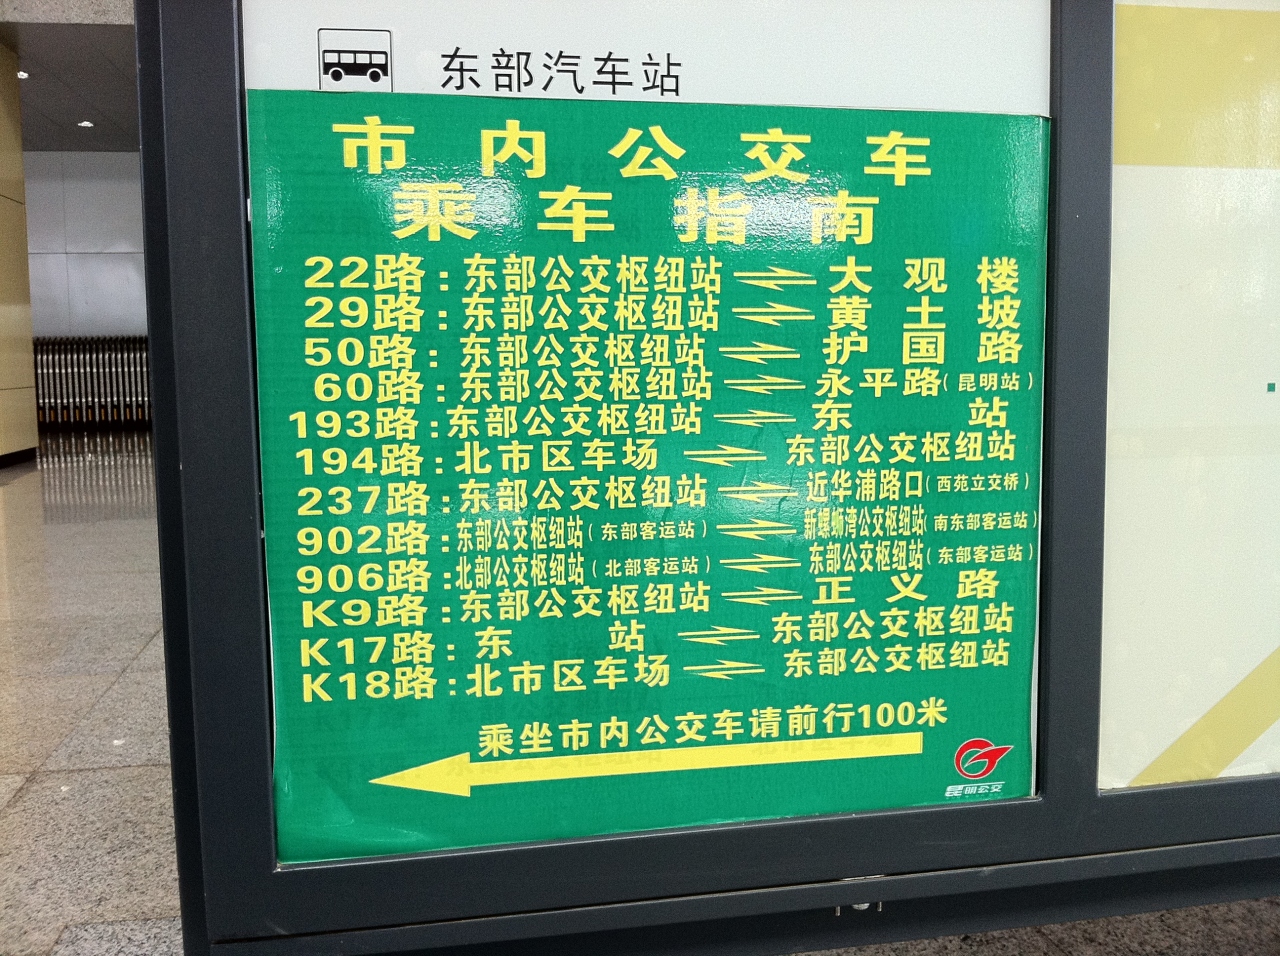 东部汽车站
市内公交车
乘车指南
22路：东部公交枢纽站 大观楼
29路：东部公交枢纽站 黄土坡
50路：东部公交枢纽站 护国路
60路：东部公交枢纽站 永平路（昆明站）
193路：东部公交枢纽站 东站
194路：北市区车场 东部公交枢纽站
237路：东部公交枢纽站 近华浦路口（西苑立交桥）
902路：东部公交枢纽站（东部客运站） 新螺蛳湾公交枢纽站（南东部客运站）
906路：北部公交枢纽站（北部客运站） 东部公交枢纽站（东部客运站）
K9路：东部公交枢纽站 正义路
K17路：东站 东部公交枢纽站
K18路：北市区车场 东部公交枢纽站
乘坐市内公交车请前行100米
昆明公交